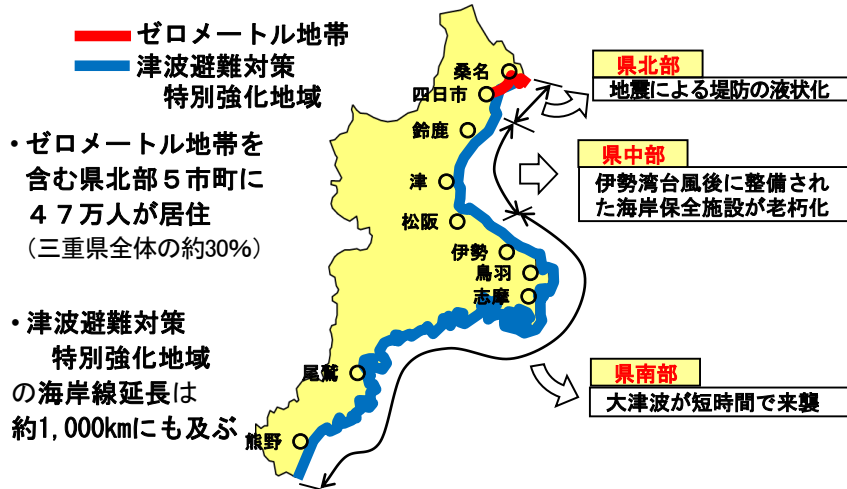 ゼロメートル地帯
津波避難対策
特別強化地域
・ゼロメートル地帯を
含む県北部５市町に
４７万人が居住
（三重県全体の約30%）
・津波避難対策
特別強化地域
の海岸線延長は
約1,000kmにも及ぶ
桑名
四日市
鈴鹿
津
松阪
伊勢
鳥羽
志摩
尾鷲
熊野
県北部
地震による堤防の液状化
県中部
伊勢湾台風後に整備され
た海岸保全施設が老朽化
県南部
大津波が短時間で来襲